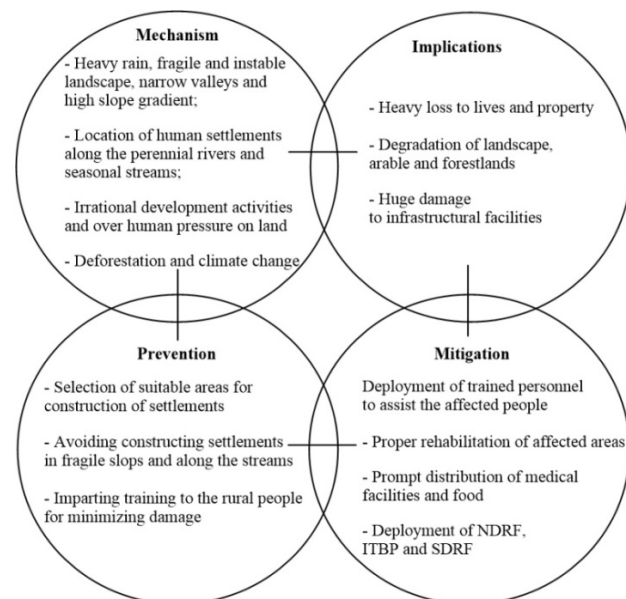 Mechanism
- Heavy rain, fragile and instable
landscape, narrow valleys and
high slope gradient;
- Location of human settlements
along the perennial rivers and
seasonal streams;
- Irrational development activities
and over human pressure on land
- Deforestation and climate change
Implications
- Heavy loss to lives and property
- Degradation of landscape,
arable and forestlands
- Huge damage
to infrastructural facilities
Prevention
- Selection of suitable areas for
construction of settlements
- Avoiding constructing settlements
in fragile slops and along the streams
- Imparting training to the rural people
for minimizing damage
Mitigation
Deployment of trained personnel
to assist the affected people
- Proper rehabilitation of affected areas
- Prompt distribution of medical
facilities and food
- Deployment of NDRF,
ITBP and SDRF